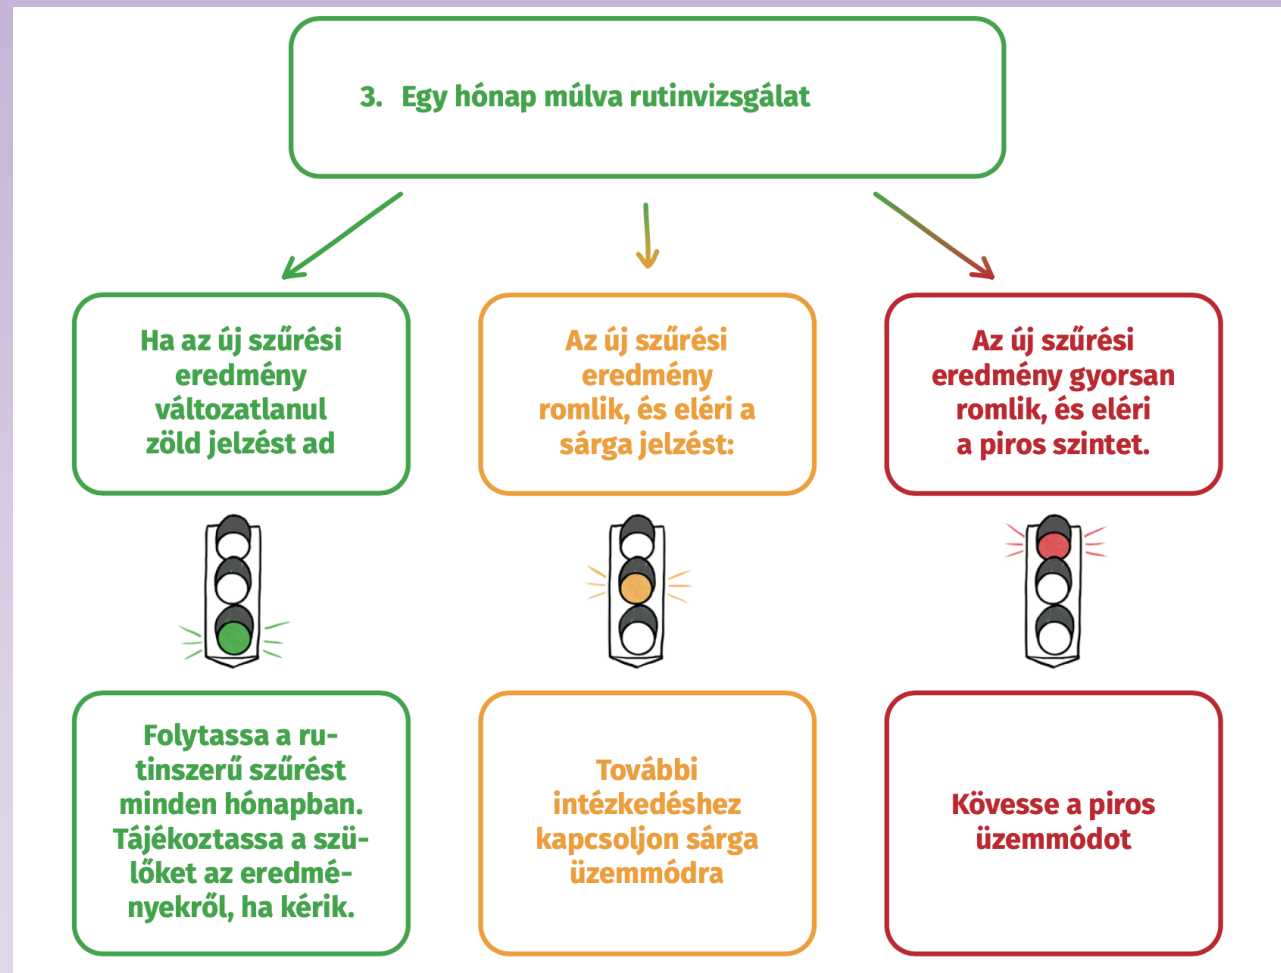 3. Egy hónap múlva rutinvizsgálat
Ha az új szűrési
eredmény
változatlanul
zöld jelzést ad
Az új szűrési
eredmény
romlik, és eléri a
sárga jelzést:
Az új szűrési
eredmény gyorsan
romlik, és eléri
a piros szintet.
Folytassa a ru-
tinszerű szűrést
minden hónapban.
Tájékoztassa a szü-
lőket az eredmé-
nyekről, ha kérik.
További
intézkedéshez
kapcsoljon sárga
üzemmódra
Kövesse a piros
üzemmódot